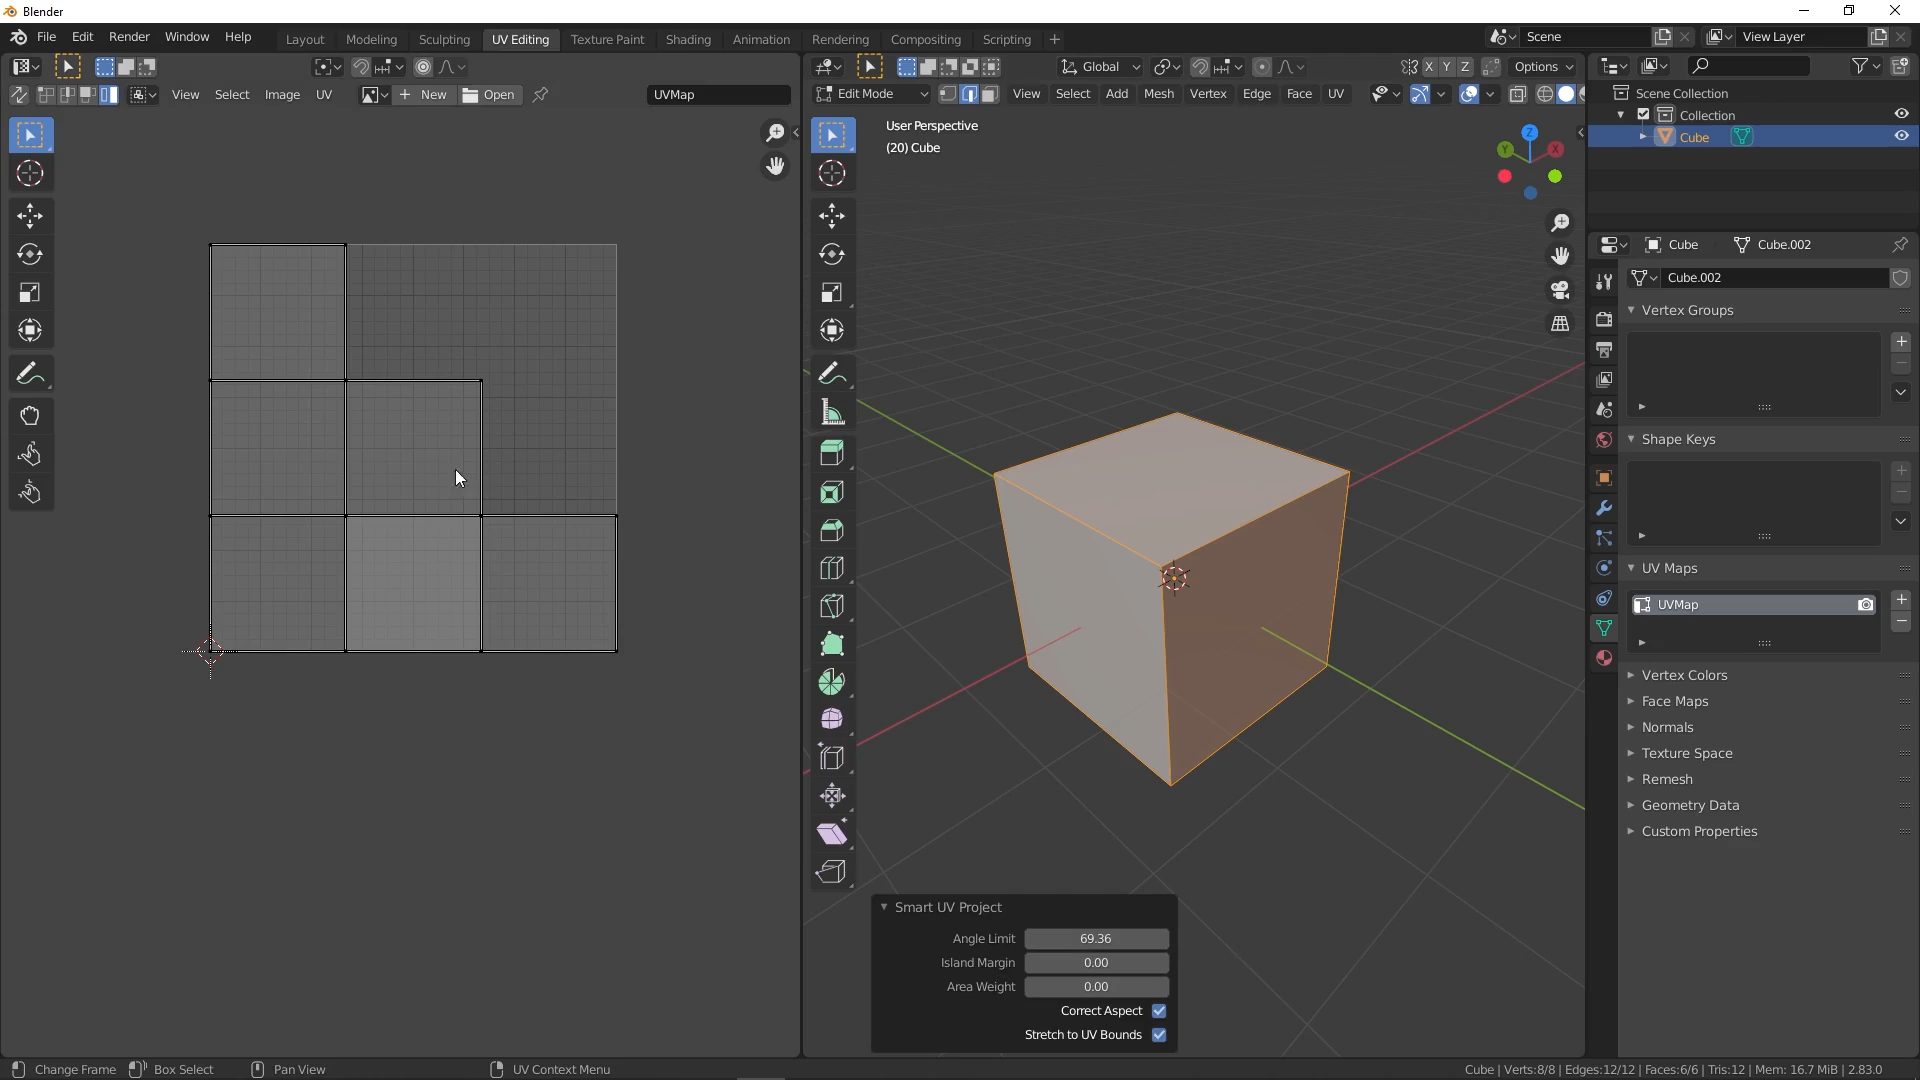 Blender
File Edit Render Window Help Layout Modeling Sculpting UV Editing Texture Paint Shading Animation Rendering Compositing Scripting + Scene View Layer
Global X Y Z Options
View Select Image UV + New Open UVMap
Edit Mode View Select Add Mesh Vertex Edge Face UV
User Perspective
(20) Cube
Z
Y X
Scene Collection
Collection
Cube
Cube Cube.002
Cube.002
Vertex Groups
Shape Keys
UV Maps
UVMap
Vertex Colors
Face Maps
Normals
Texture Space
Remesh
Geometry Data
Custom Properties
Smart UV Project
Angle Limit 69.36
Island Margin 0.00
Area Weight 0.00
Correct Aspect
Stretch to UV Bounds
Change Frame Box Select Pan View UV Context Menu Cube | Verts:8/8 | Edges:12/12 | Faces:6/6 | Tris:12 | Mem: 16.7 MiB | 2.83.0